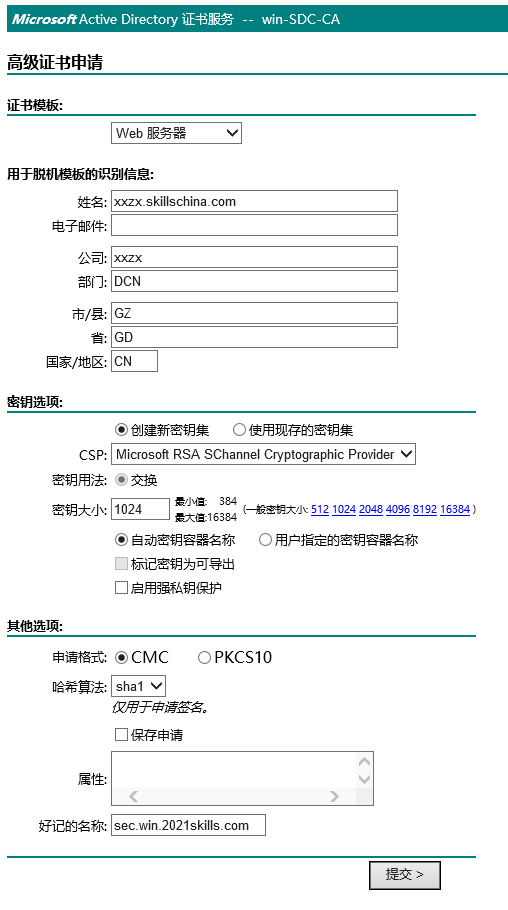 Microsoft Active Directory 证书服务 -- win-SDC-CA
高级证书申请
证书模板:
Web 服务器
用于脱机模板的识别信息:
姓名: xxzx.skillschina.com
电子邮件:
公司: xxzx
部门: DCN
市/县: GZ
省: GD
国家/地区: CN
密钥选项:
创建新密钥集 使用现存的密钥集
CSP: Microsoft RSA SChannel Cryptographic Provider
密钥用法: 交换
密钥大小: 1024 最小值: 384 (一般密钥大小: 512 1024 2048 4096 8192 16384 )
最大值:16384
自动密钥容器名称 用户指定的密钥容器名称
标记密钥为可导出
启用强私钥保护
其他选项:
申请格式: CMC PKCS10
哈希算法: sha1
仅用于申请签名。
保存申请
属性:
好记的名称: sec.win.2021skills.com
提交 >